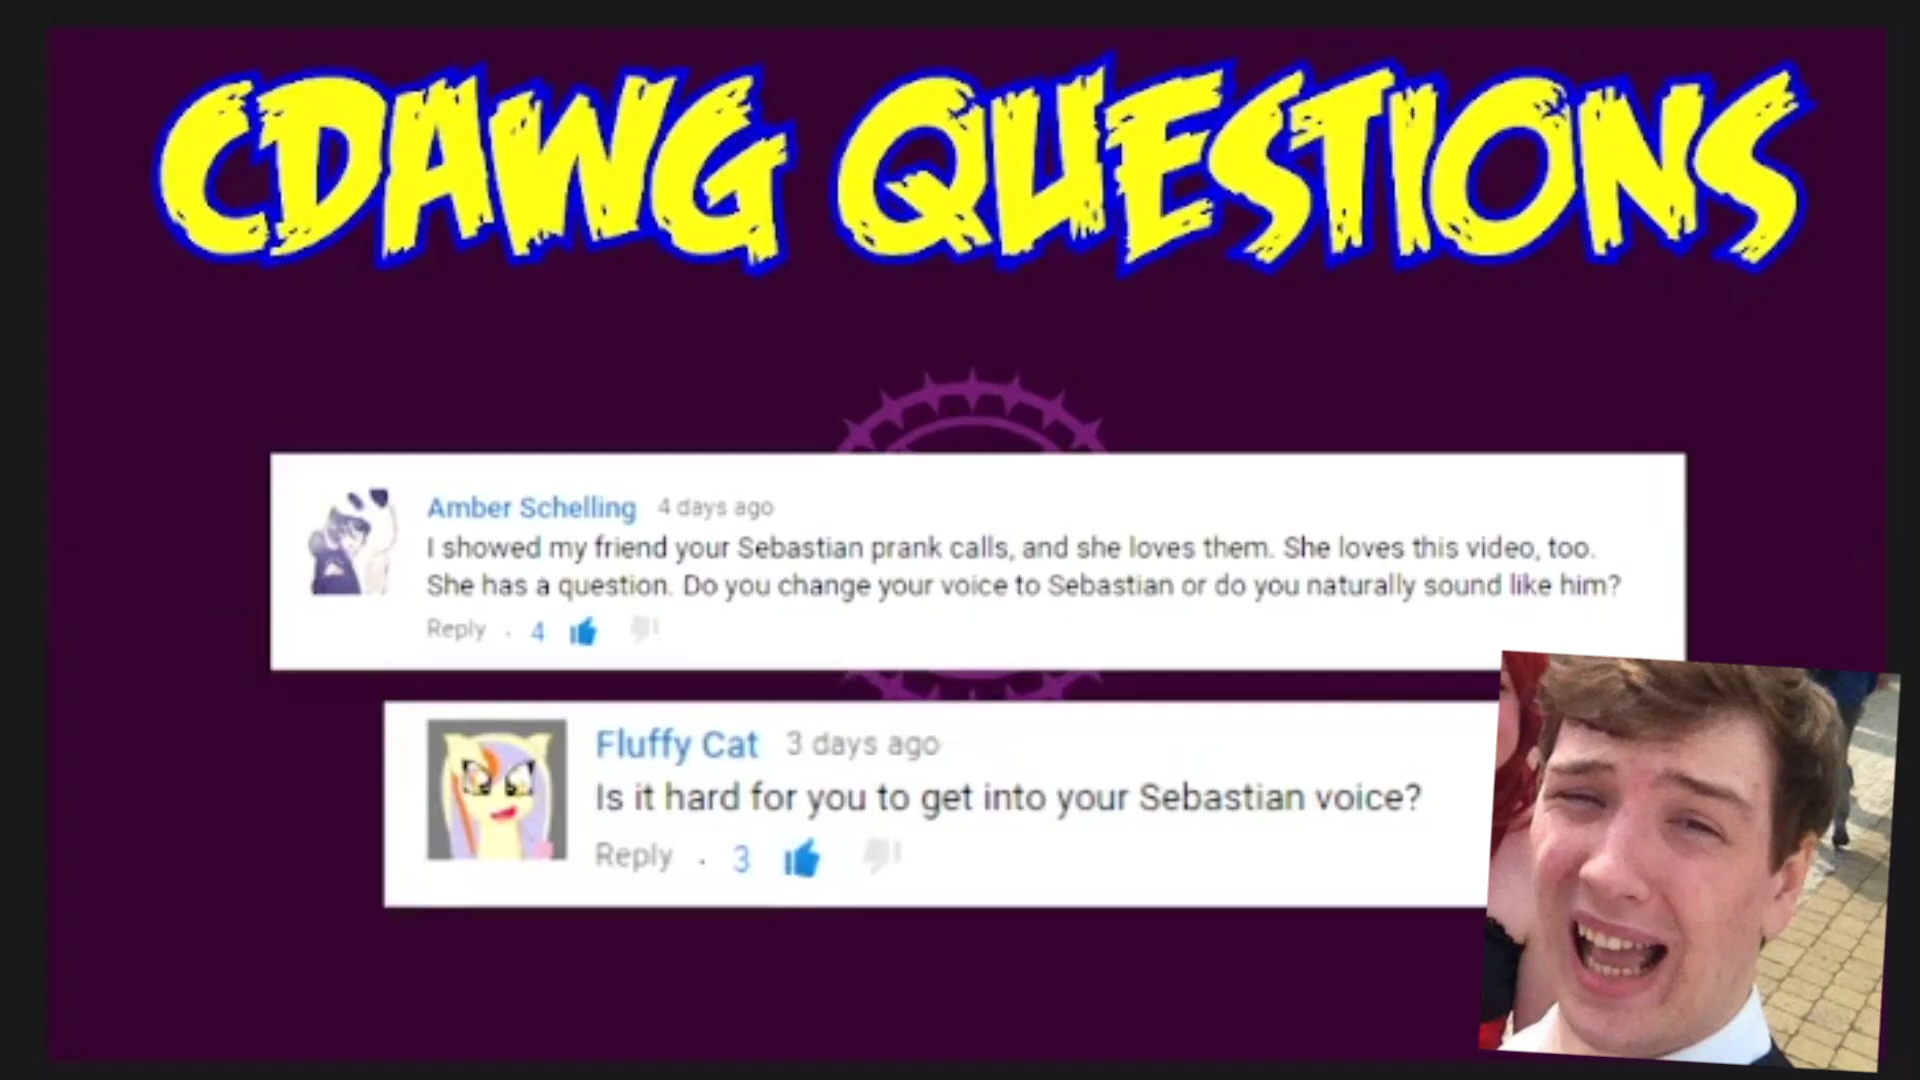 CDAWG QUESTIONS
Amber Schelling 4 days ago
I showed my friend your Sebastian prank calls, and she loves them. She loves this video, too.
She has a question. Do you change your voice to Sebastian or do you naturally sound like him?
Reply . 4
Fluffy Cat 3 days ago
Is it hard for you to get into your Sebastian voice?
Reply . 3